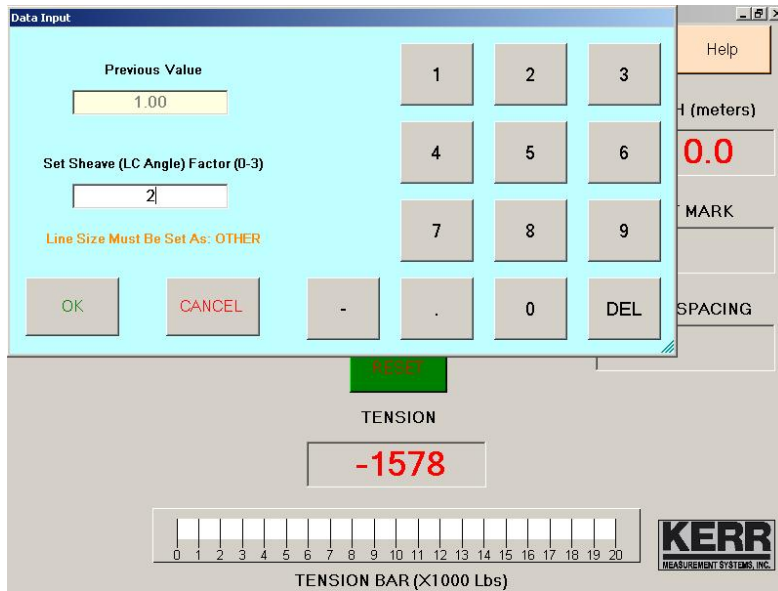 Data Input
Previous Value
1.00
Set Sheave (LC Angle) Factor (0-3)
2
Line Size Must Be Set As: OTHER
OK
CANCEL
1
2
3
4
5
6
7
8
9
-
.
0
DEL
Help
(meters)
0.0
MARK
SPACING
RESET
TENSION
-1578
0 1 2 3 4 5 6 7 8 9 10 11 12 13 14 15 16 17 18 19 20
TENSION BAR (X1000 Lbs)
KERR
MEASUREMENT SYSTEMS, INC.